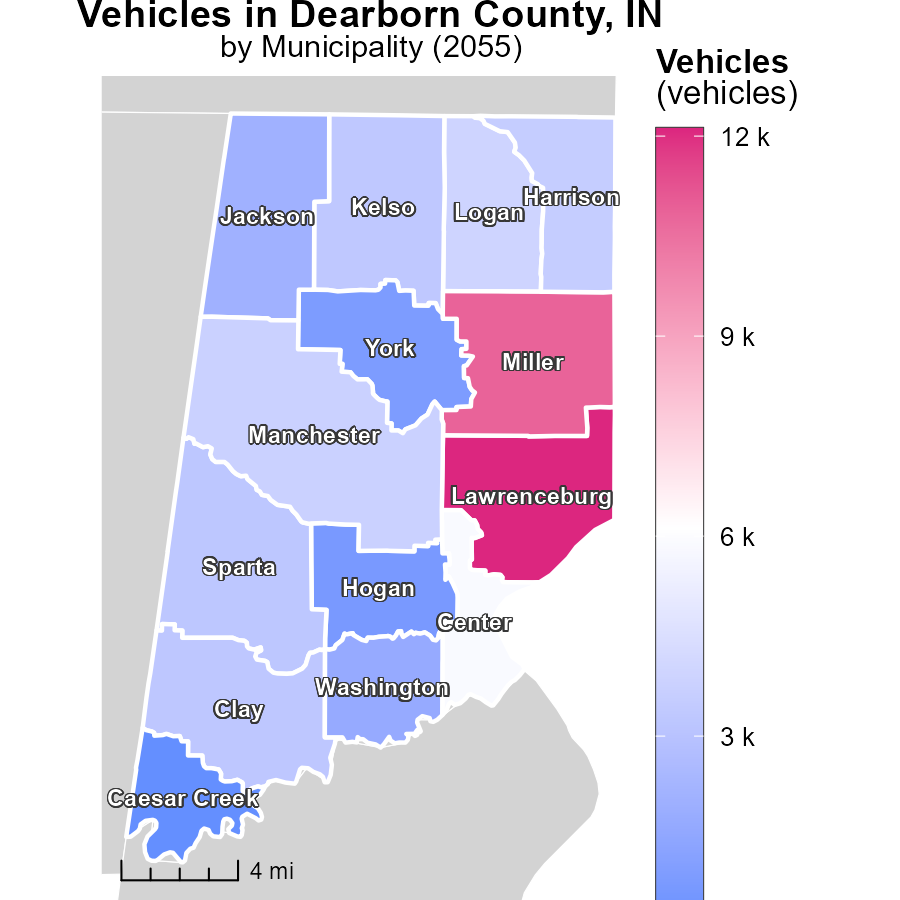 Vehicles in Dearborn County, IN
by Municipality (2055)
Vehicles
(vehicles)
12 k
9 k
6 k
3 k
Jackson
Kelso
Logan
Harrison
York
Miller
Manchester
Lawrenceburg
Sparta
Hogan
Center
Washington
Clay
Caesar Creek
4 mi